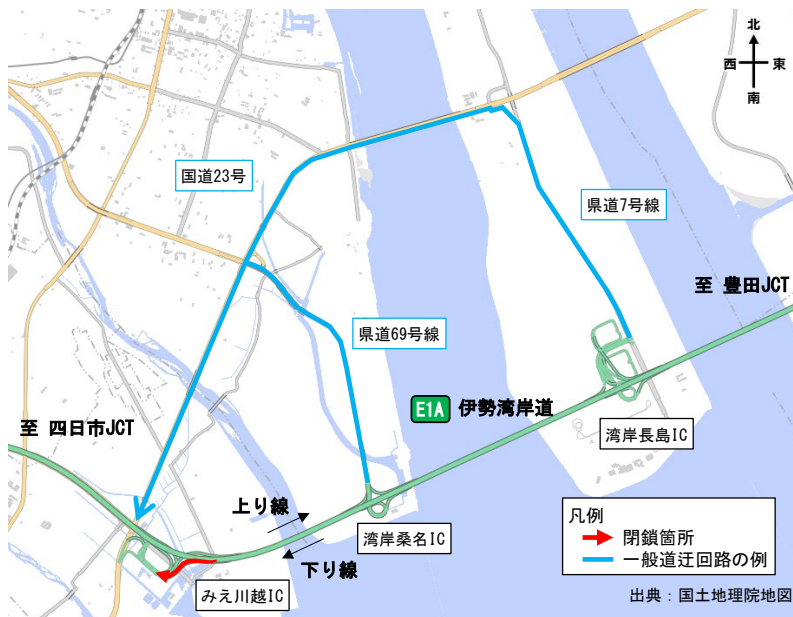 北
西 東
南
国道23号
県道7号線
至 豊田JCT
県道69号線
E1A 伊勢湾岸道
至 四日市JCT
湾岸長島IC
上り線
湾岸桑名IC
下り線
みえ川越IC
凡例
閉鎖箇所
一般道迂回路の例
出典：国土地理院地図